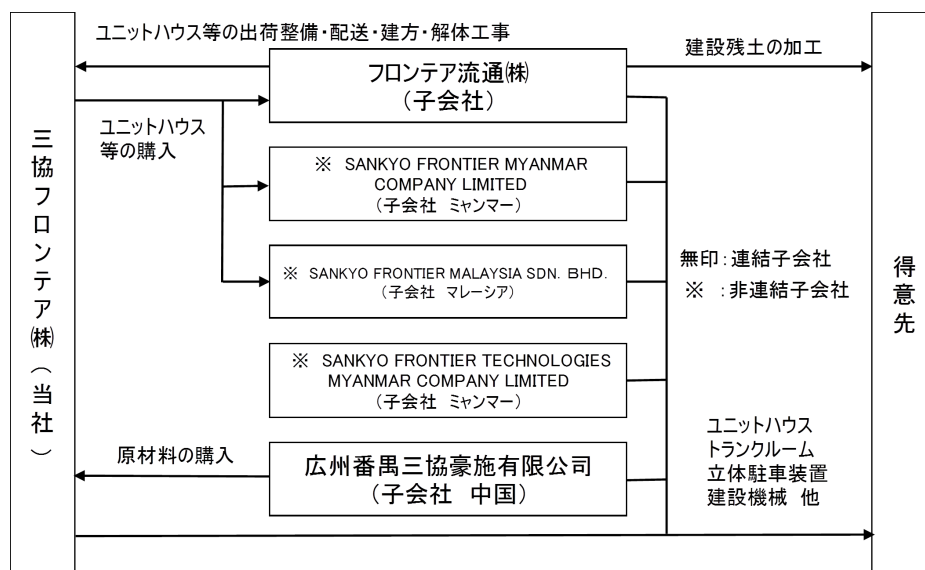 ユニットハウス等の出荷整備・配送・建方・解体工事
建設残土の加工
フロンテア流通㈱
(子会社)
ユニットハウス
等の購入
三協フロンテア㈱(当社)
※ SANKYO FRONTIER MYANMAR
COMPANY LIMITED
(子会社 ミャンマー)
※ SANKYO FRONTIER MALAYSIA SDN. BHD.
(子会社 マレーシア)
無印:連結子会社
※ :非連結子会社
得意先
※ SANKYO FRONTIER TECHNOLOGIES
MYANMAR COMPANY LIMITED
(子会社 ミャンマー)
原材料の購入
広州番禺三協豪施有限公司
(子会社 中国)
ユニットハウス
トランクルーム
立体駐車装置
建設機械 他